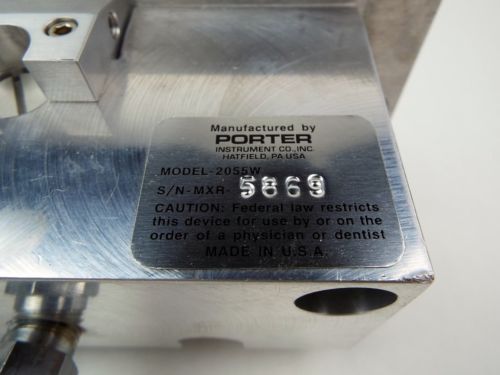 Manufactured by
PORTER
INSTRUMENT CO., INC.
HATFIELD, PA USA
MODEL-2055W
S/N-MXR-5869
CAUTION: Federal law restricts
this device for use by or on the
order of a physician or dentist
MADE IN U.S.A.